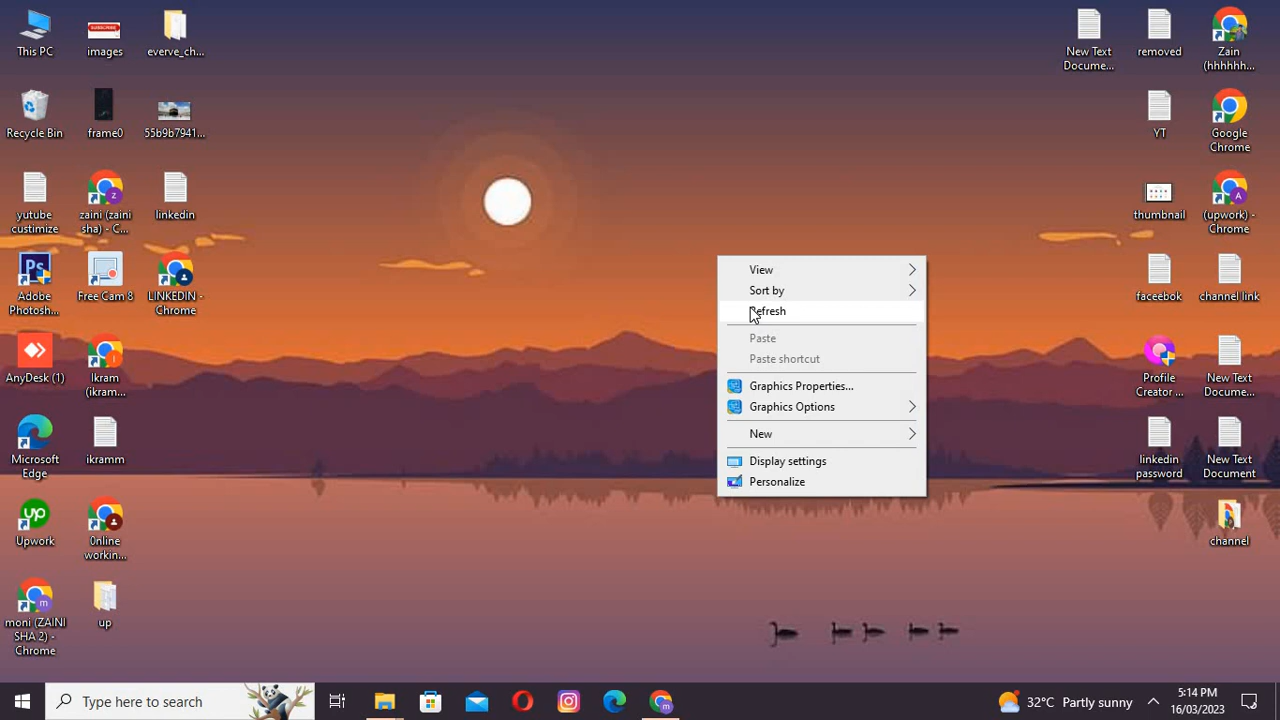 This PC
images
everve_ch...
Recycle Bin
frame0
55b9b7941...
yutube
custimize
zaini (zaini
sha) - C...
linkedin
Adobe
Photosh...
Free Cam 8
LINKEDIN -
Chrome
AnyDesk (1)
Ikram
(ikram...
Microsoft
Edge
ikramm
Upwork
0nline
workin...
moni (ZAINI
SHA 2) -
Chrome
up
View
Sort by
efresh
Paste
Paste shortcut
Graphics Properties...
Graphics Options
New
Display settings
Personalize
New Text
Docume...
removed
Zain
(hhhhhh...
YT
Google
Chrome
thumbnail
(upwork) -
Chrome
faceebok
channel link
Profile
Creator ...
New Text
Docume...
linkedin
password
New Text
Document
channel
Type here to search
32°C Partly sunny
5:14 PM
16/03/2023